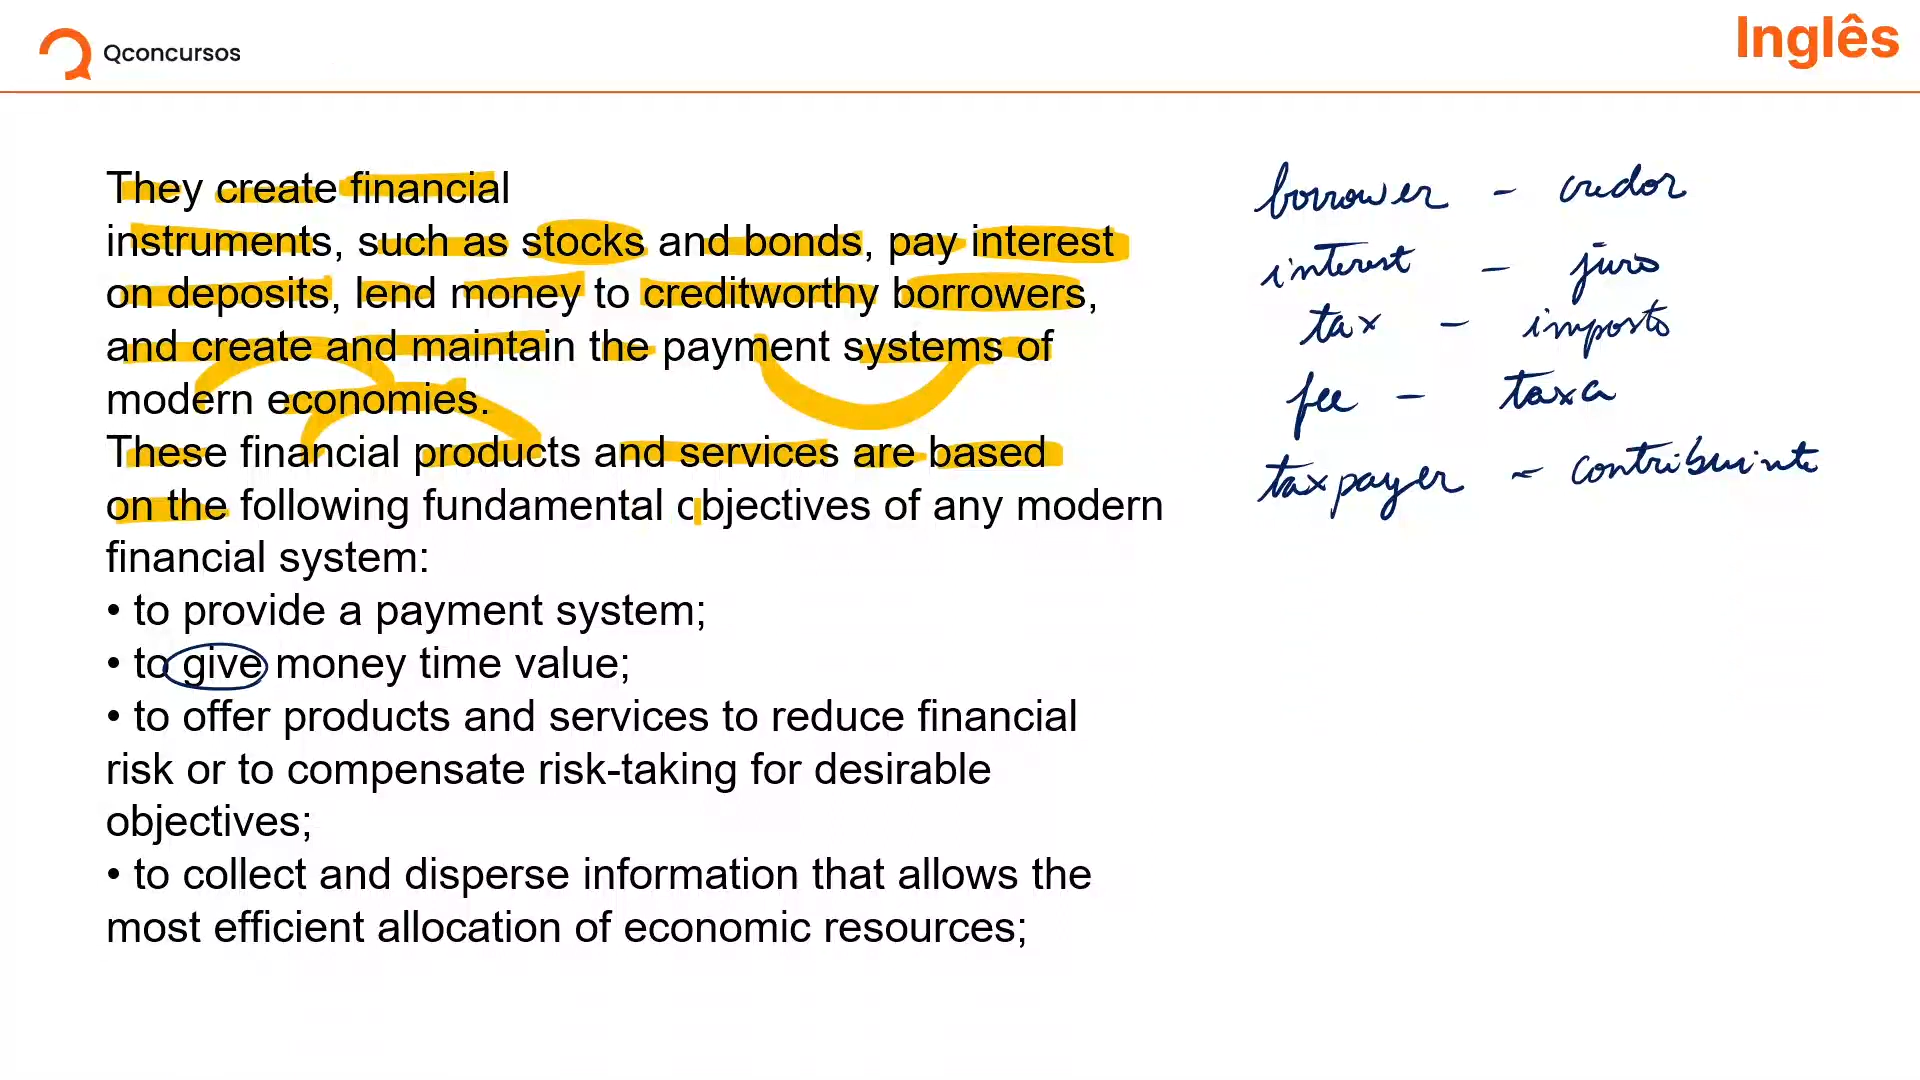 Qconcursos
Inglês
They create financial
instruments, such as stocks and bonds, pay interest
on deposits, lend money to creditworthy borrowers,
and create and maintain the payment systems of
modern economies.
These financial products and services are based
on the following fundamental objectives of any modern
financial system:
• to provide a payment system;
• to give money time value;
• to offer products and services to reduce financial
risk or to compensate risk-taking for desirable
objectives;
• to collect and disperse information that allows the
most efficient allocation of economic resources;
borrower - credor
interest - juro
tax - imposto
fee - taxa
taxpayer - contribuinte